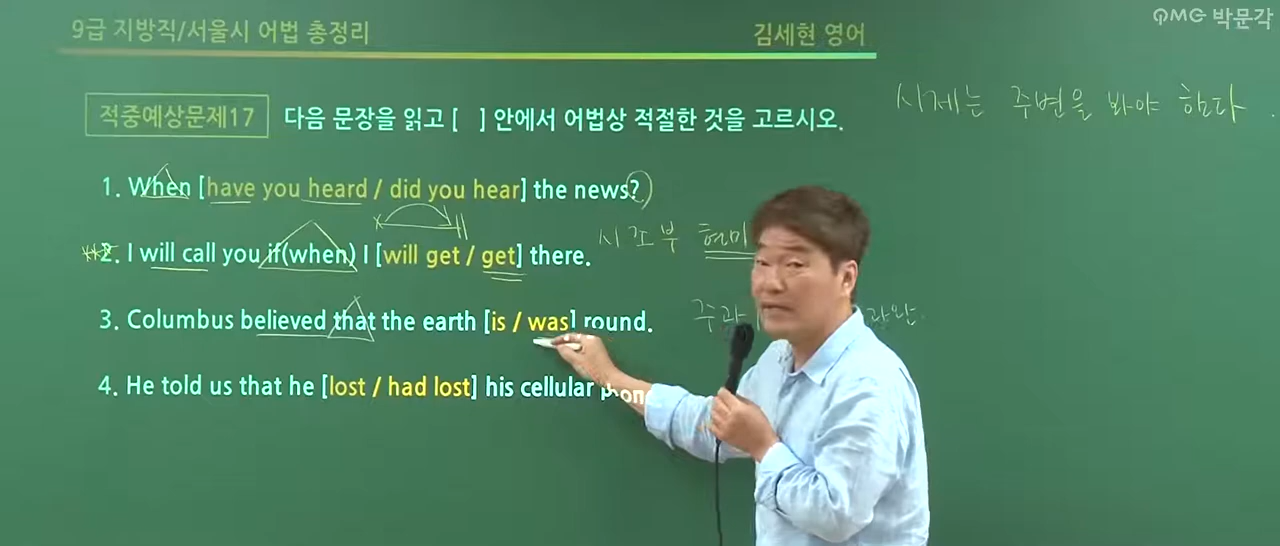 QMG 박문각
9급 지방직/서울시 어법 총정리
김세현 영어
시제는 주변을 봐야 한다.
적중예상문제17 다음 문장을 읽고 [ ] 안에서 어법상 적절한 것을 고르시오.
1. When [have you heard / did you hear] the news?
**2. I will call you if(when) I [will get / get] there.
시조부 현미
3. Columbus believed that the earth [is / was] round.
주과
4. He told us that he [lost / had lost] his cellular